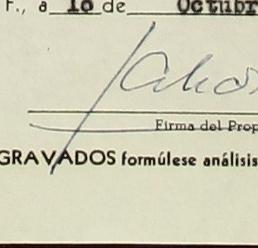 F., a 10 de Octubr
Firma del Prop
GRAVADOS formúlese análisis